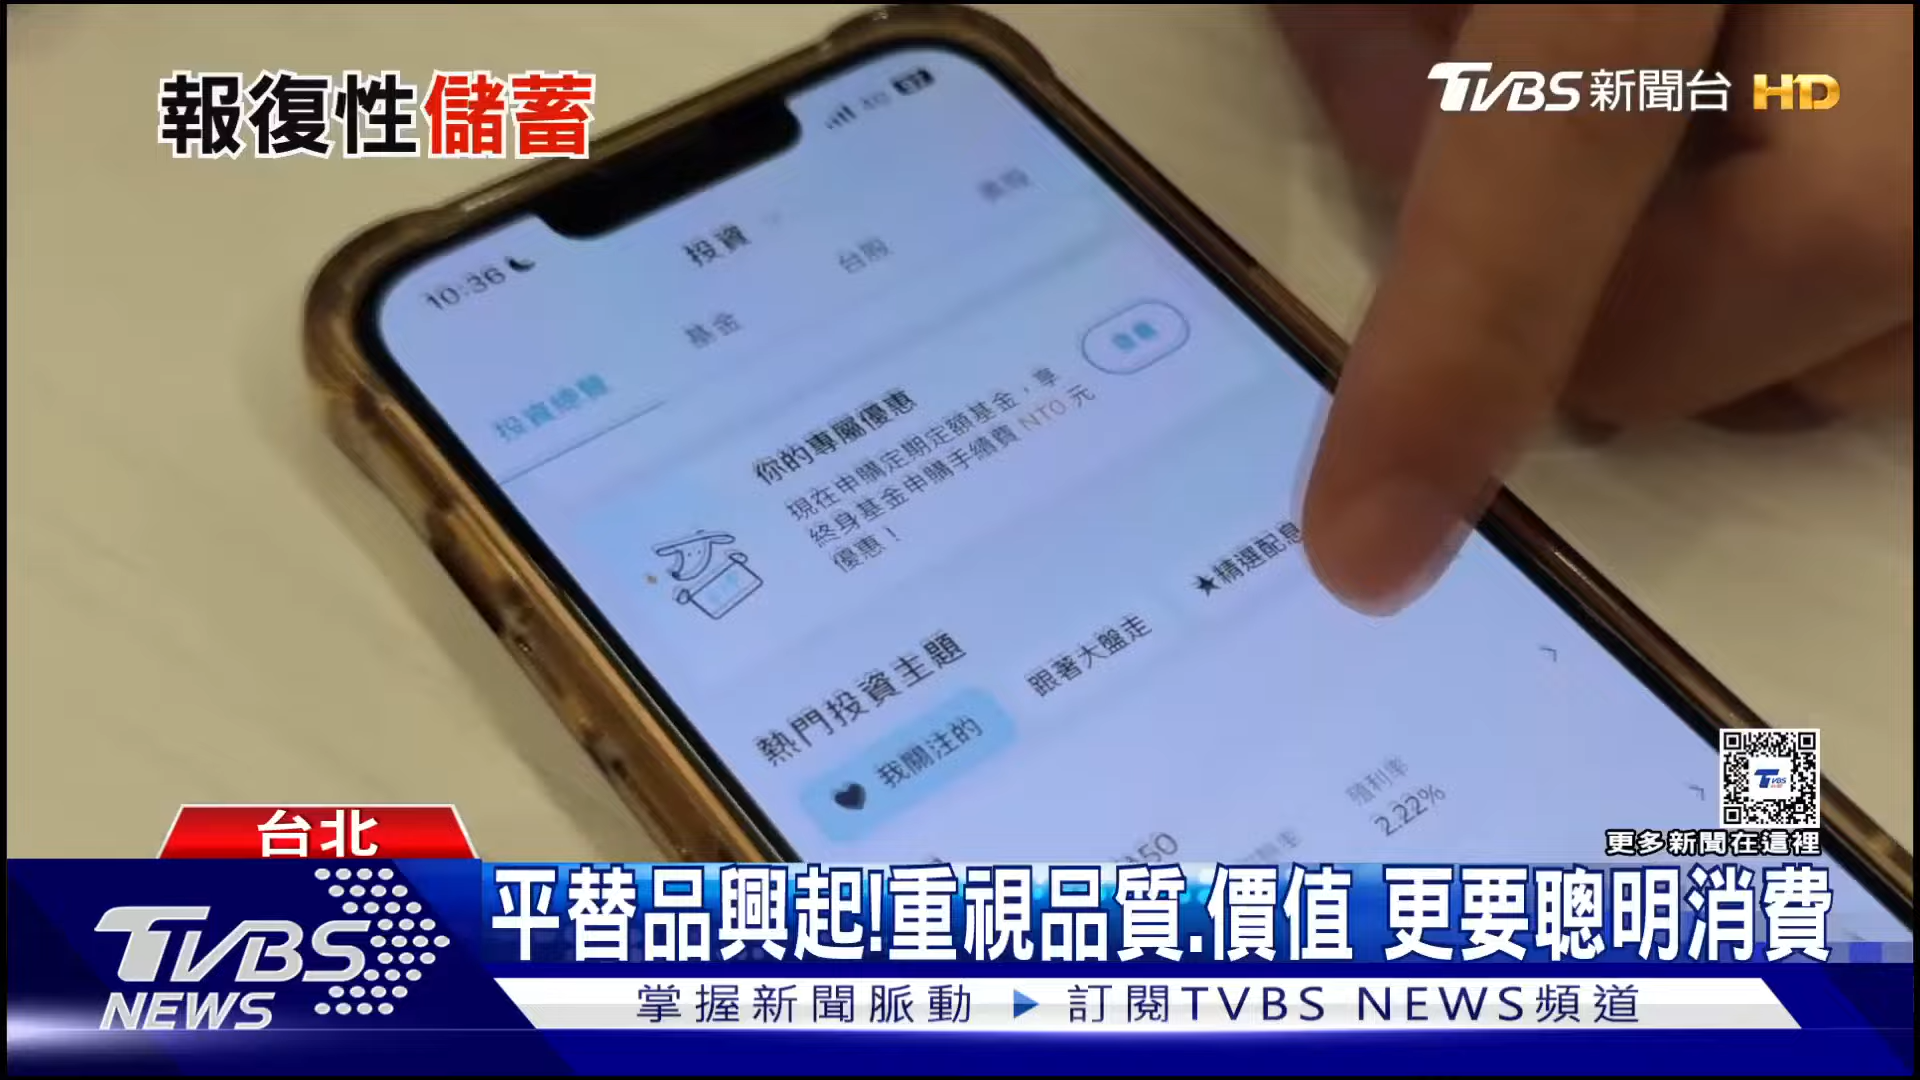 報復性儲蓄
TVBS新聞台 HD
10:36
投資
基金
台股
投資總覽
你的專屬優惠
現在申購定期定額基金，享
終身基金申購手續費 NT0 元
優惠！
熱門投資主題
我關注的
跟著大盤走
★精選配息
殖利率
2.22%
更多新聞在這裡
台北
TVBS
NEWS
平替品興起!重視品質.價值 更要聰明消費
掌握新聞脈動 ▶ 訂閱TVBS NEWS頻道